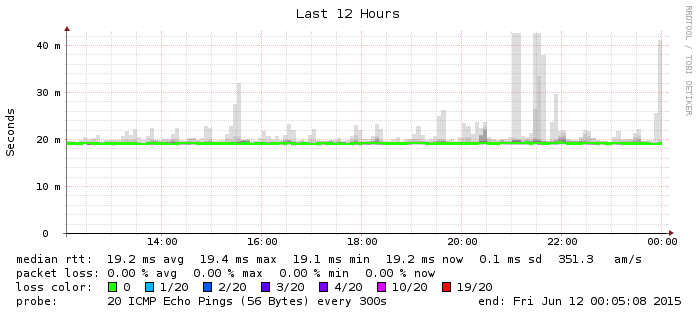 Last 12 Hours
RRDTOOL / TOBI OETIKER
Seconds
40 m
30 m
20 m
10 m
0
14:00 16:00 18:00 20:00 22:00 00:00
median rtt: 19.2 ms avg 19.4 ms max 19.1 ms min 19.2 ms now 0.1 ms sd 351.3 am/s
packet loss: 0.00 % avg 0.00 % max 0.00 % min 0.00 % now
loss color: 0 1/20 2/20 3/20 4/20 10/20 19/20
probe: 20 ICMP Echo Pings (56 Bytes) every 300s end: Fri Jun 12 00:05:08 2015